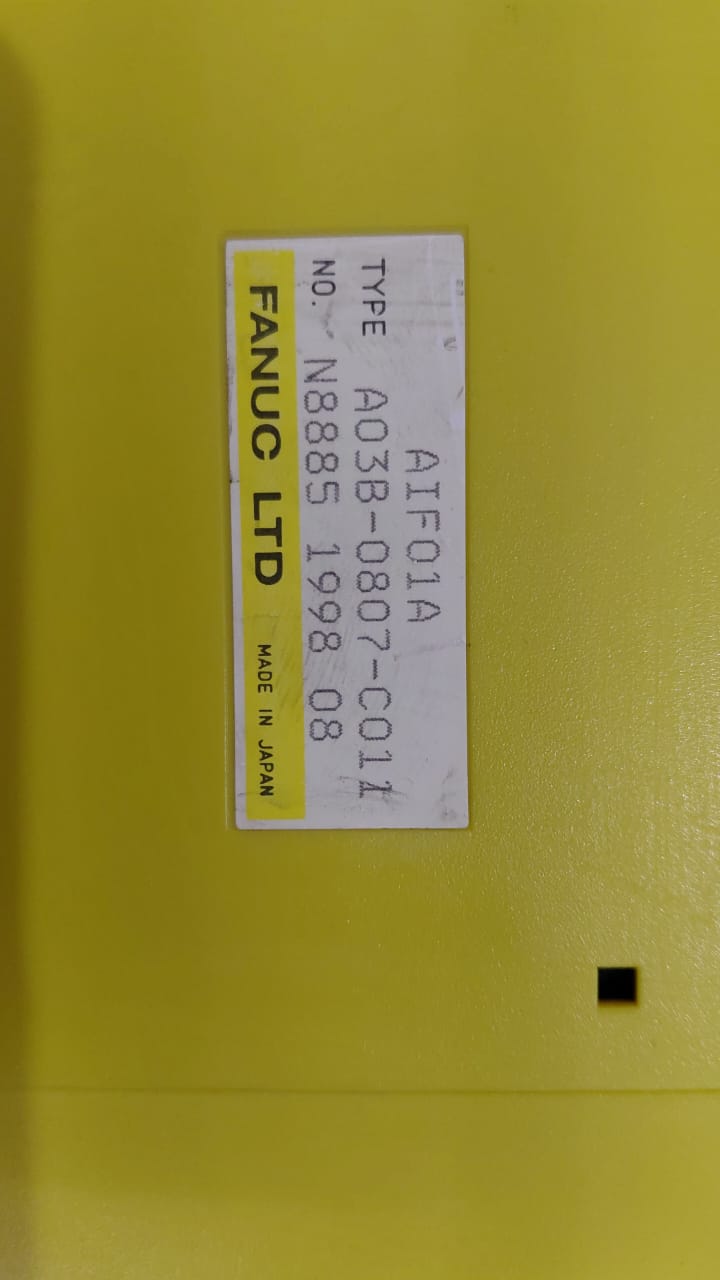 AIF01A
TYPE A03B-0807-C011
NO. N8885 1998 08
FANUC LTD MADE IN JAPAN